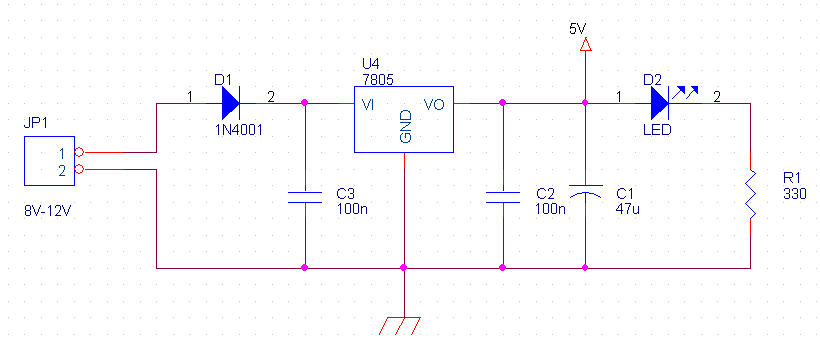 5V
U4
7805
D1
D2
1
2
VI
VO
1
2
1N4001
LED
GND
JP1
1
2
C3
100n
C2
100n
C1
47u
R1
330
8V-12V